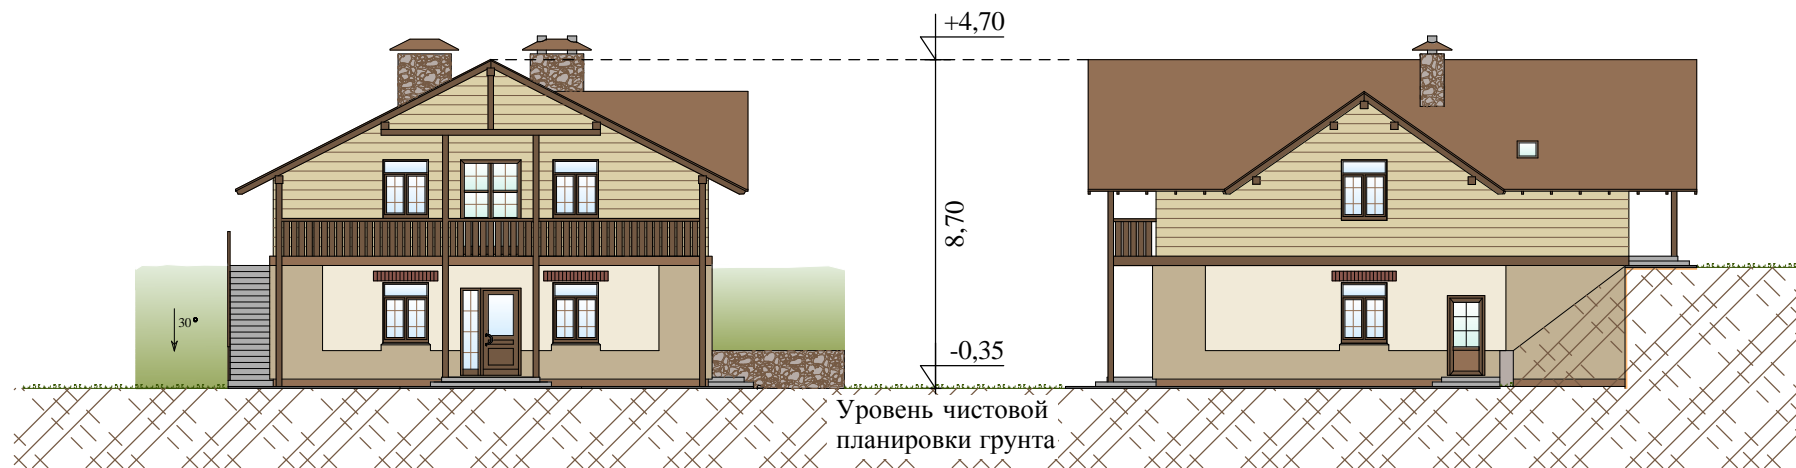 +4,70
8,70
30°
-0,35
Уровень чистовой
планировки грунта